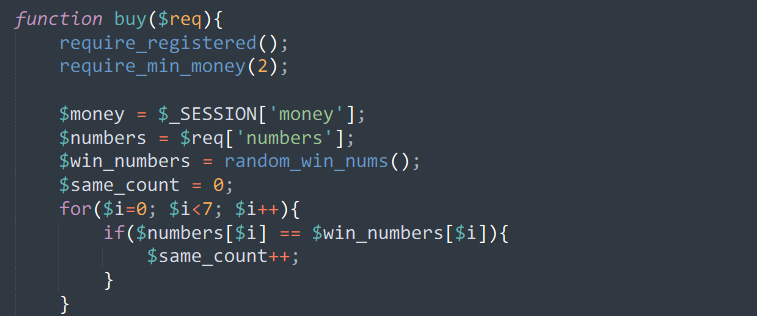 function buy($req){
    require_registered();
    require_min_money(2);

    $money = $_SESSION['money'];
    $numbers = $req['numbers'];
    $win_numbers = random_win_nums();
    $same_count = 0;
    for($i=0; $i<7; $i++){
        if($numbers[$i] == $win_numbers[$i]){
            $same_count++;
        }
    }